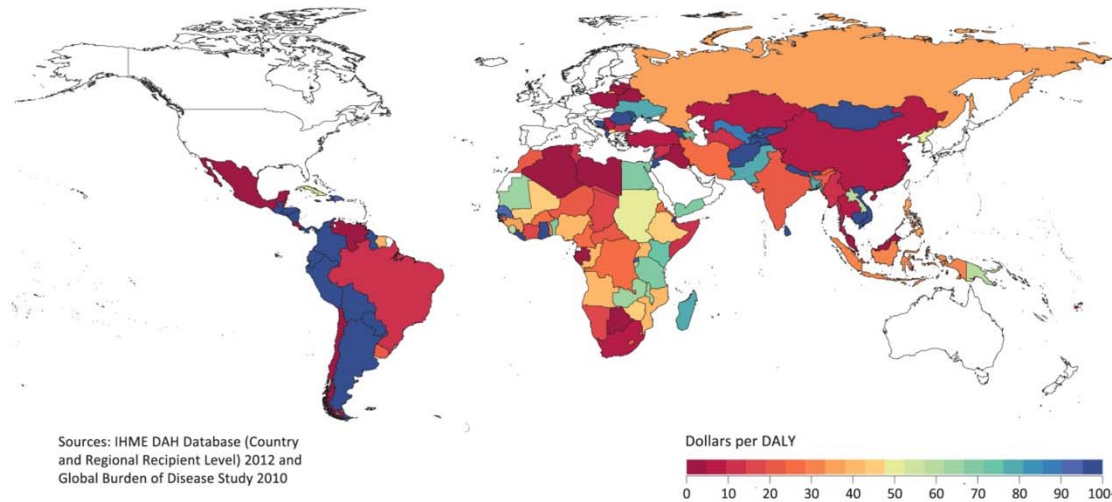 Sources: IHME DAH Database (Country
and Regional Recipient Level) 2012 and
Global Burden of Disease Study 2010
Dollars per DALY
0 10 20 30 40 50 60 70 80 90 100